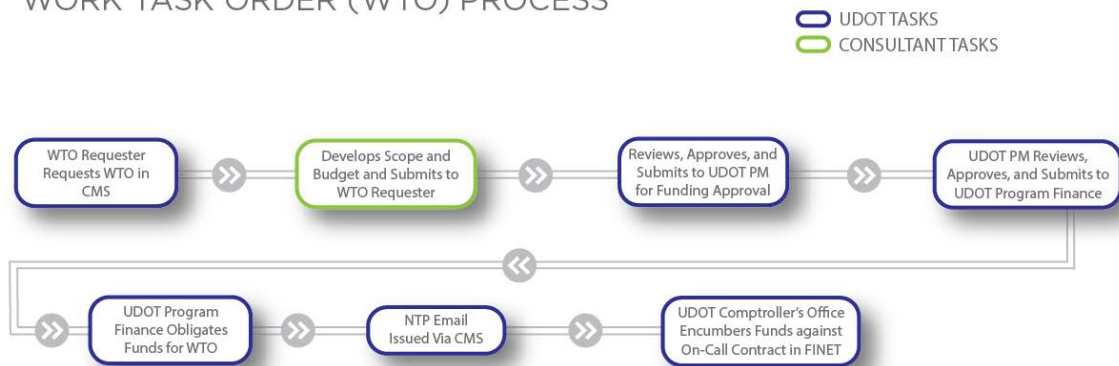 WORK TASK ORDER (WTO) PROCESS
UDOT TASKS
CONSULTANT TASKS
WTO Requester
Requests WTO in
CMS
Develops Scope and
Budget and Submits to
WTO Requester
Reviews, Approves, and
Submits to UDOT PM
for Funding Approval
UDOT PM Reviews,
Approves, and Submits to
UDOT Program Finance
UDOT Program
Finance Obligates
Funds for WTO
NTP Email
Issued Via CMS
UDOT Comptroller's Office
Encumbers Funds against
On-Call Contract in FINET